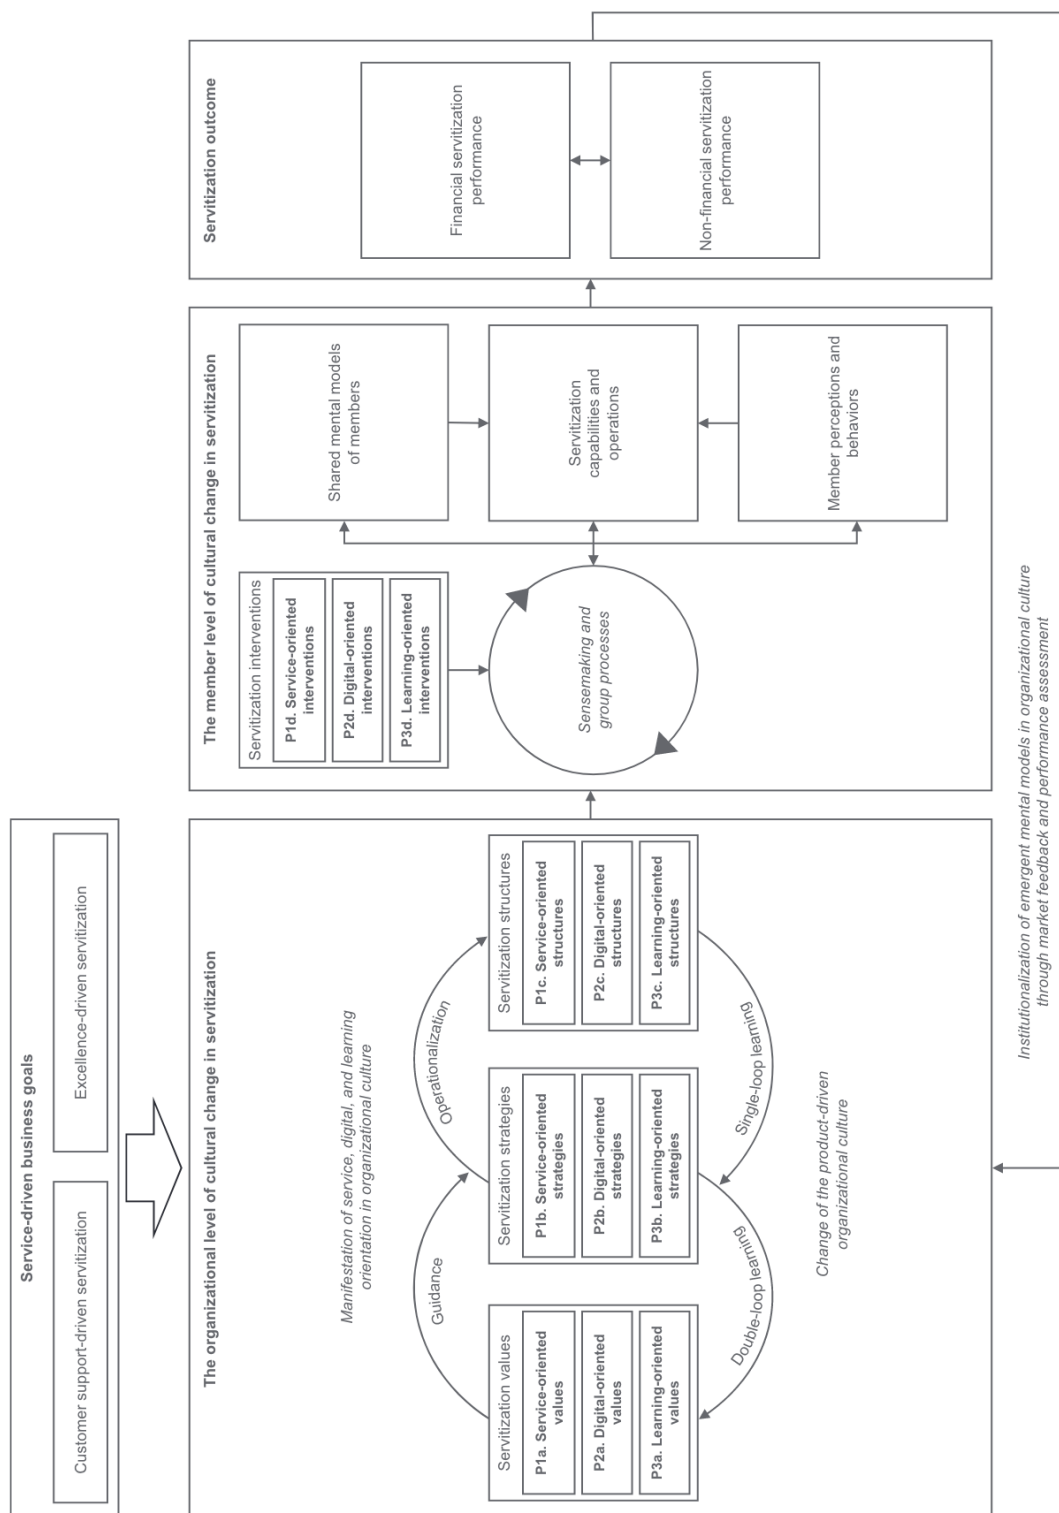 Service-driven business goals
Customer support-driven servitization
Excellence-driven servitization
The organizational level of cultural change in servitization
Manifestation of service, digital, and learning
orientation in organizational culture
Guidance
Operationalization
Servitization values
P1a. Service-oriented
values
P2a. Digital-oriented
values
P3a. Learning-oriented
values
Servitization strategies
P1b. Service-oriented
strategies
P2b. Digital-oriented
strategies
P3b. Learning-oriented
strategies
Servitization structures
P1c. Service-oriented
structures
P2c. Digital-oriented
structures
P3c. Learning-oriented
structures
Double-loop learning
Single-loop learning
Change of the product-driven
organizational culture
The member level of cultural change in servitization
Servitization interventions
P1d. Service-oriented
interventions
P2d. Digital-oriented
interventions
P3d. Learning-oriented
interventions
Sensemaking and
group processes
Shared mental models
of members
Servitization
capabilities and
operations
Member perceptions and
behaviors
Servitization outcome
Financial servitization
performance
Non-financial servitization
performance
Institutionalization of emergent mental models in organizational culture
through market feedback and performance assessment